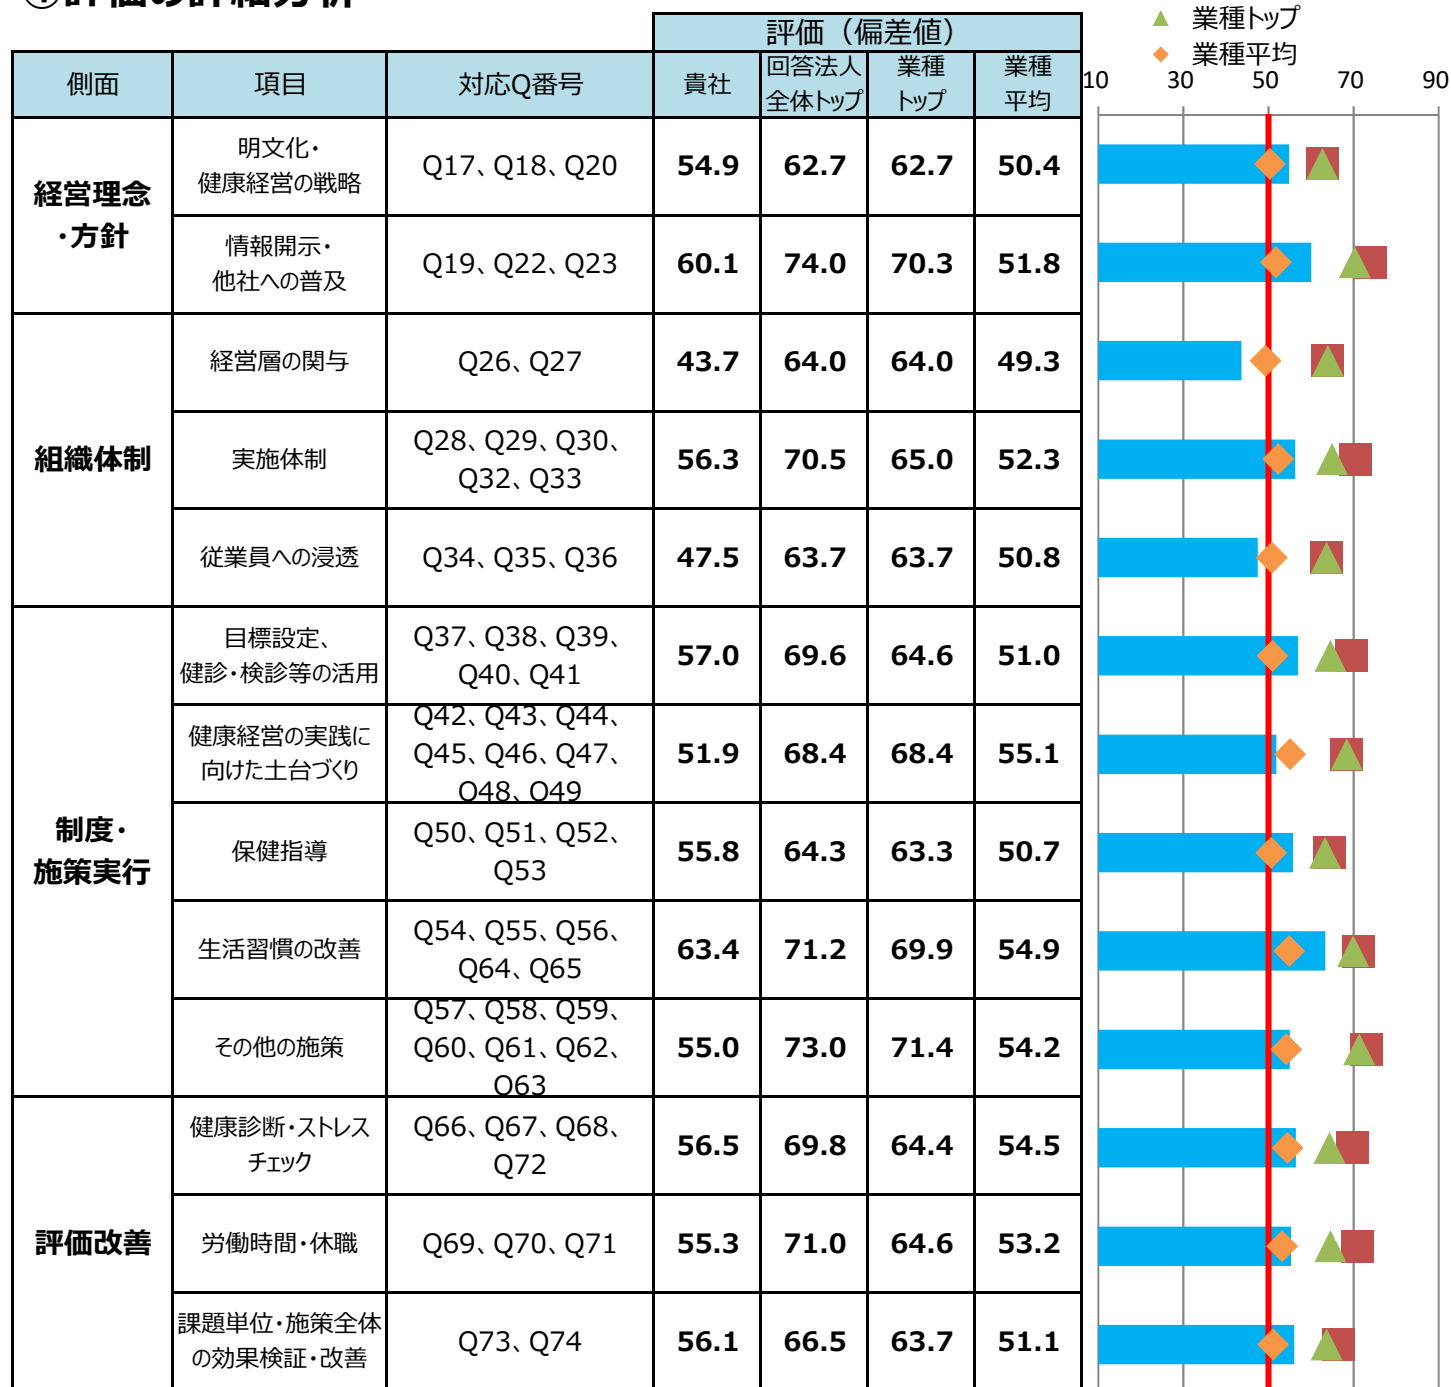 ④評価の詳細分析
業種トップ
業種平均
評価（偏差値）
側面 項目 対応Q番号 貴社 回答法人 業種 業種
全体トップ トップ 平均
10 30 50 70 90
経営理念
・方針
明文化・
健康経営の戦略
Q17、Q18、Q20 54.9 62.7 62.7 50.4
情報開示・
他社への普及
Q19、Q22、Q23 60.1 74.0 70.3 51.8
組織体制
経営層の関与 Q26、Q27 43.7 64.0 64.0 49.3
実施体制
Q28、Q29、Q30、
Q32、Q33
56.3 70.5 65.0 52.3
従業員への浸透 Q34、Q35、Q36 47.5 63.7 63.7 50.8
制度・
施策実行
目標設定、
健診・検診等の活用
Q37、Q38、Q39、
Q40、Q41
57.0 69.6 64.6 51.0
健康経営の実践に
向けた土台づくり
Q42、Q43、Q44、
Q45、Q46、Q47、
Q48、Q49
51.9 68.4 68.4 55.1
保健指導
Q50、Q51、Q52、
Q53
55.8 64.3 63.3 50.7
生活習慣の改善
Q54、Q55、Q56、
Q64、Q65
63.4 71.2 69.9 54.9
その他の施策
Q57、Q58、Q59、
Q60、Q61、Q62、
Q63
55.0 73.0 71.4 54.2
評価改善
健康診断・ストレス
チェック
Q66、Q67、Q68、
Q72
56.5 69.8 64.4 54.5
労働時間・休職 Q69、Q70、Q71 55.3 71.0 64.6 53.2
課題単位・施策全体
の効果検証・改善
Q73、Q74 56.1 66.5 63.7 51.1